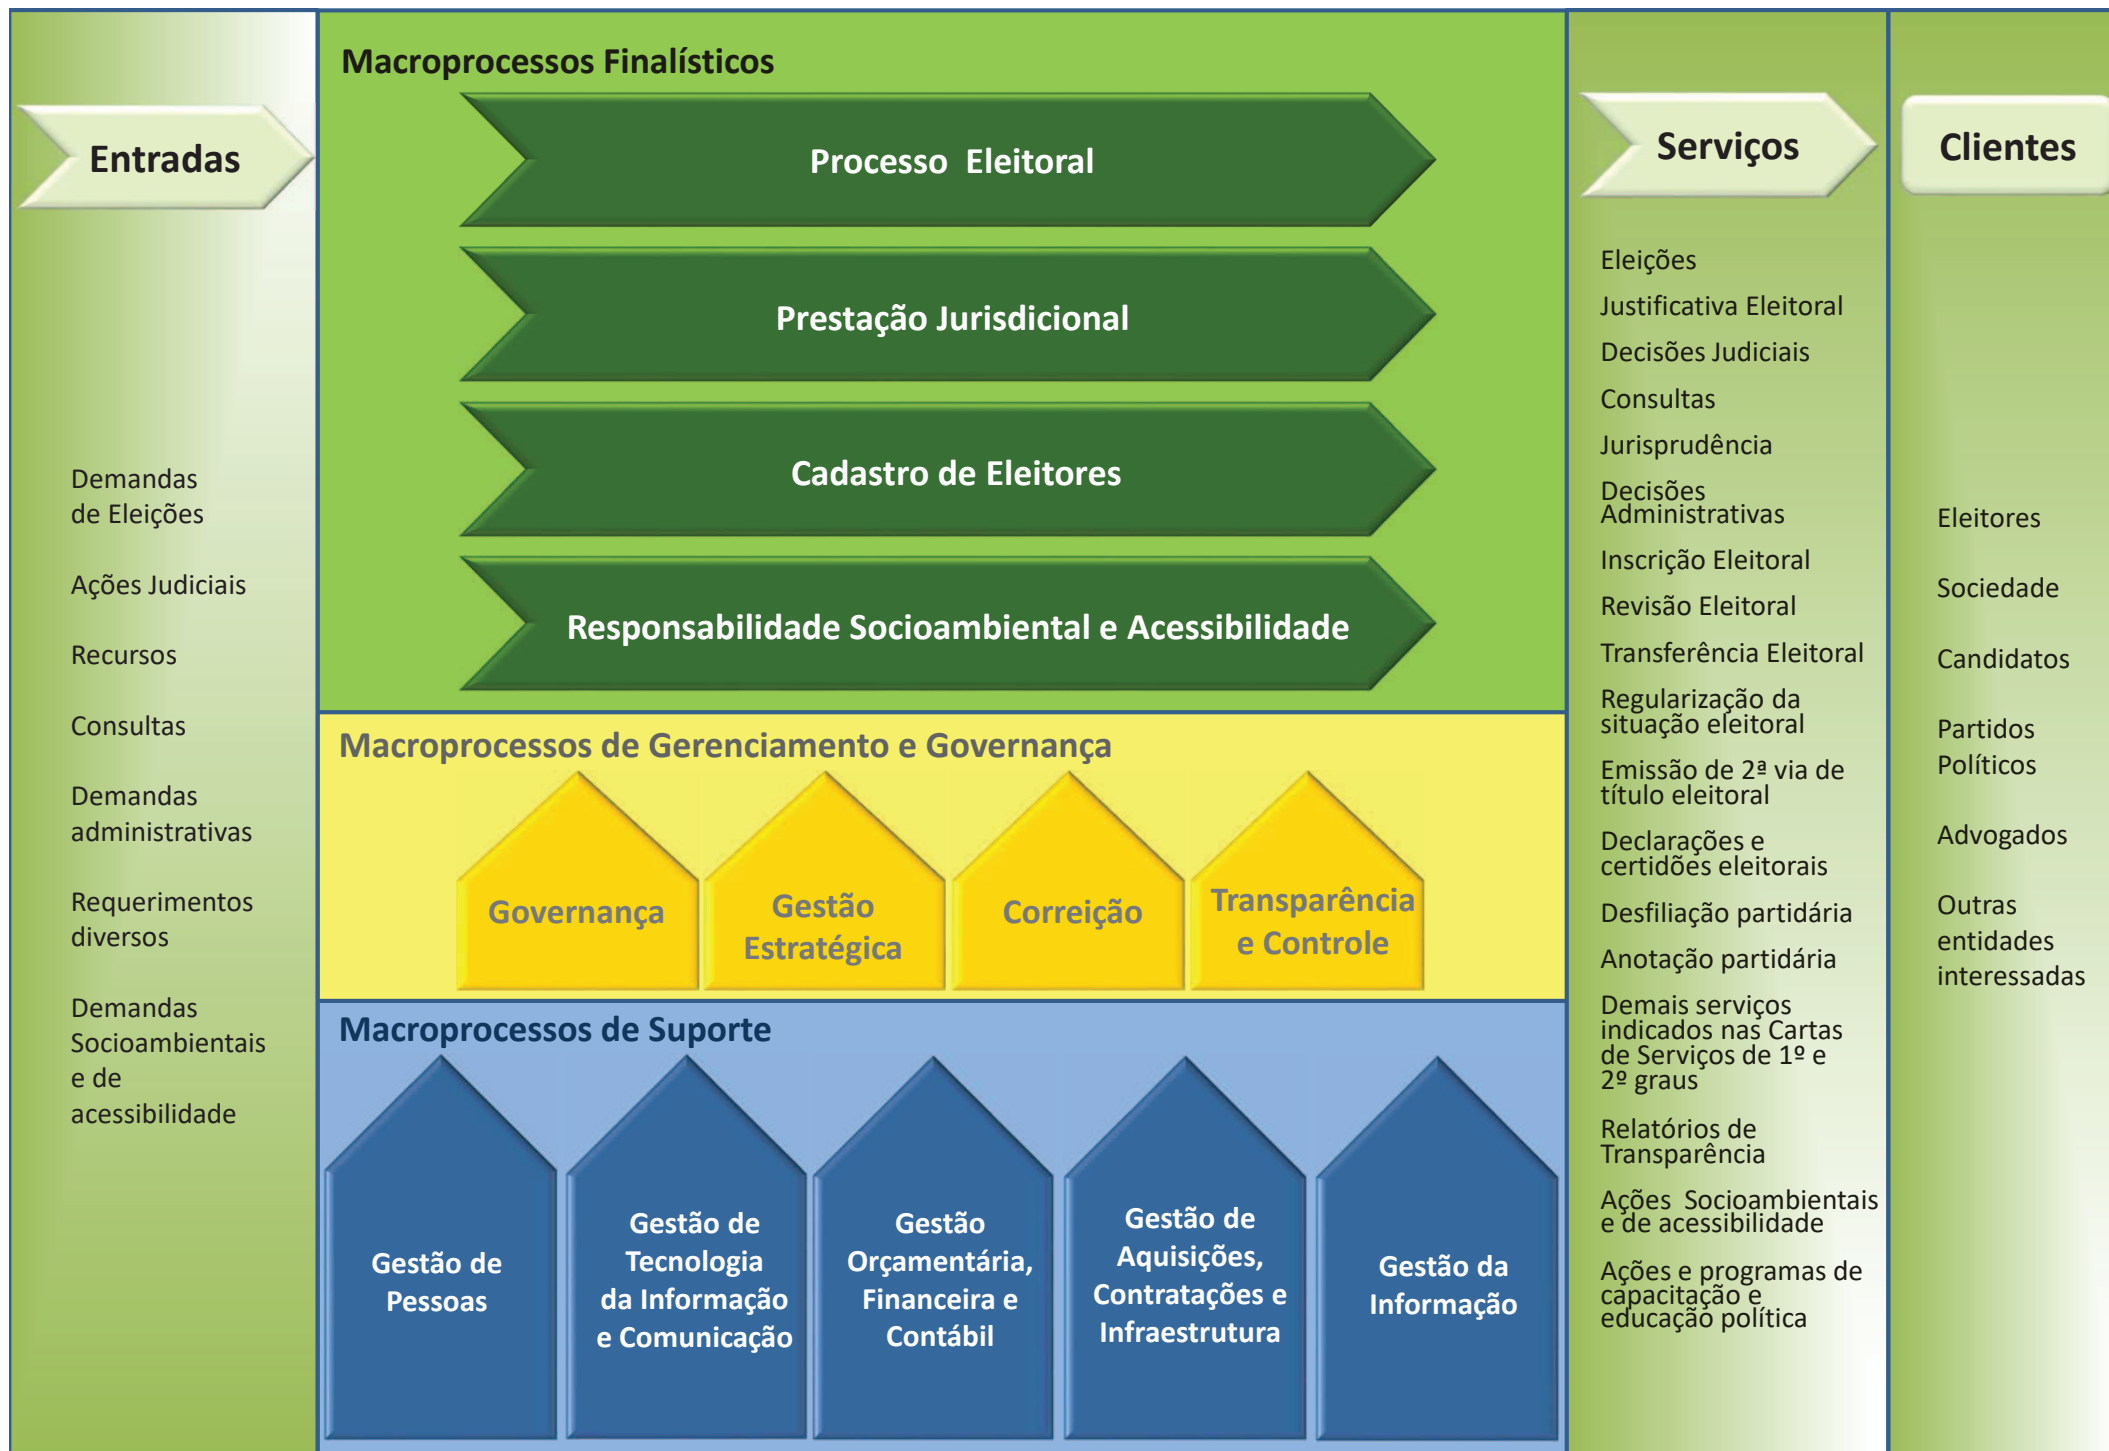 Entradas
Demandas
de Eleições
Ações Judiciais
Recursos
Consultas
Demandas
administrativas
Requerimentos
diversos
Demandas
Socioambientais
e de
acessibilidade
Macroprocessos Finalísticos
Processo Eleitoral
Prestação Jurisdicional
Cadastro de Eleitores
Responsabilidade Socioambiental e Acessibilidade
Macroprocessos de Gerenciamento e Governança
Governança
Gestão
Estratégica
Correição
Transparência
e Controle
Macroprocessos de Suporte
Gestão de
Pessoas
Gestão de
Tecnologia
da Informação
e Comunicação
Gestão
Orçamentária,
Financeira e
Contábil
Gestão de
Aquisições,
Contratações e
Infraestrutura
Gestão da
Informação
Serviços
Eleições
Justificativa Eleitoral
Decisões Judiciais
Consultas
Jurisprudência
Decisões
Administrativas
Inscrição Eleitoral
Revisão Eleitoral
Transferência Eleitoral
Regularização da
situação eleitoral
Emissão de 2ª via de
título eleitoral
Declarações e
certidões eleitorais
Desfiliação partidária
Anotação partidária
Demais serviços
indicados nas Cartas
de Serviços de 1º e
2º graus
Relatórios de
Transparência
Ações Socioambientais
e de acessibilidade
Ações e programas de
capacitação e
educação política
Clientes
Eleitores
Sociedade
Candidatos
Partidos
Políticos
Advogados
Outras
entidades
interessadas